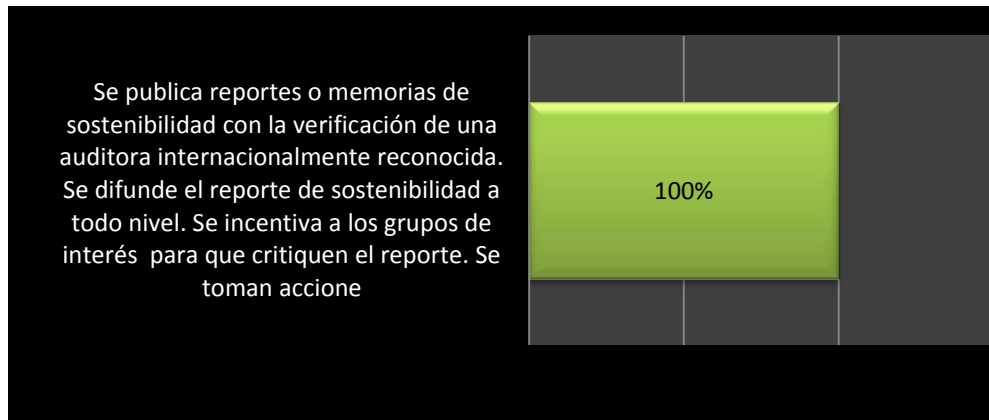 Se publica reportes o memorias de
sostenibilidad con la verificación de una
auditora internacionalmente reconocida.
Se difunde el reporte de sostenibilidad a
todo nivel. Se incentiva a los grupos de
interés  para que critiquen el reporte. Se
toman accione
100%